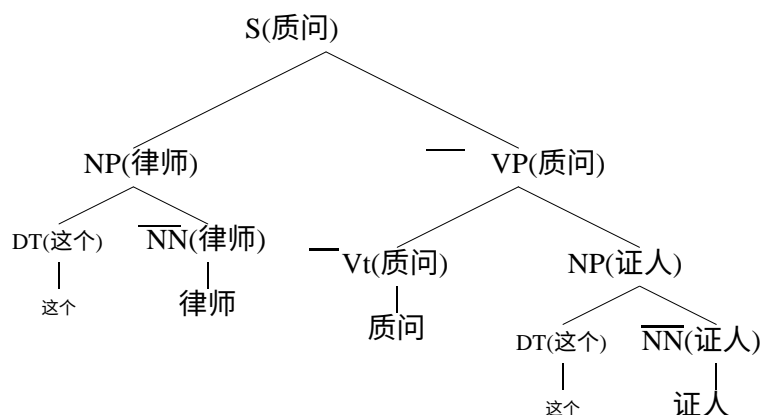 S(质问)
NP(律师) VP(质问)
DT(这个) NN(律师) Vt(质问) NP(证人)
这个 律师 质问 DT(这个) NN(证人)
这个 证人